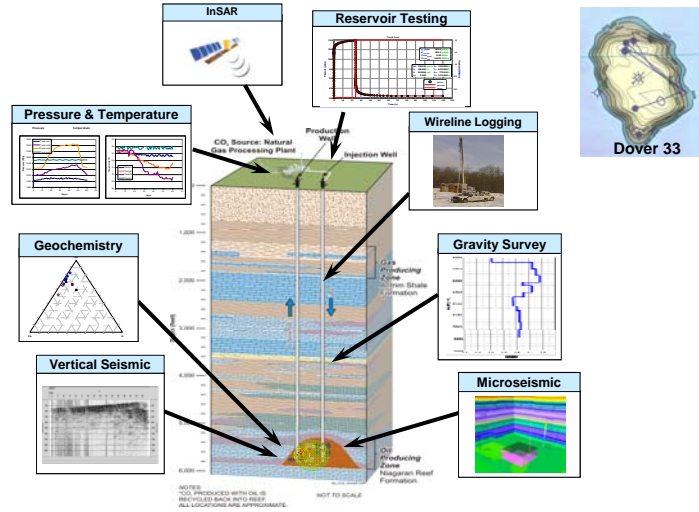 InSAR
Reservoir Testing
Pressure & Temperature
Pressure
Temperature
CO₂ Source: Natural
Gas Processing Plant
Production
Well
Injection Well
Wireline Logging
Dover 33
0
1,000
2,000
3,000
4,000
5,000
6,000
Gas
Producing
Zone
Antrim Shale
Formation
Geochemistry
Gravity Survey
Vertical Seismic
Microseismic
Oil
Producing
Zone
Niagaran Reef
Formation
NOTES:
*CO₂ PRODUCED WITH OIL IS
RECYCLED BACK INTO REEF.
ALL LOCATIONS ARE APPROXIMATE.
NOT TO SCALE